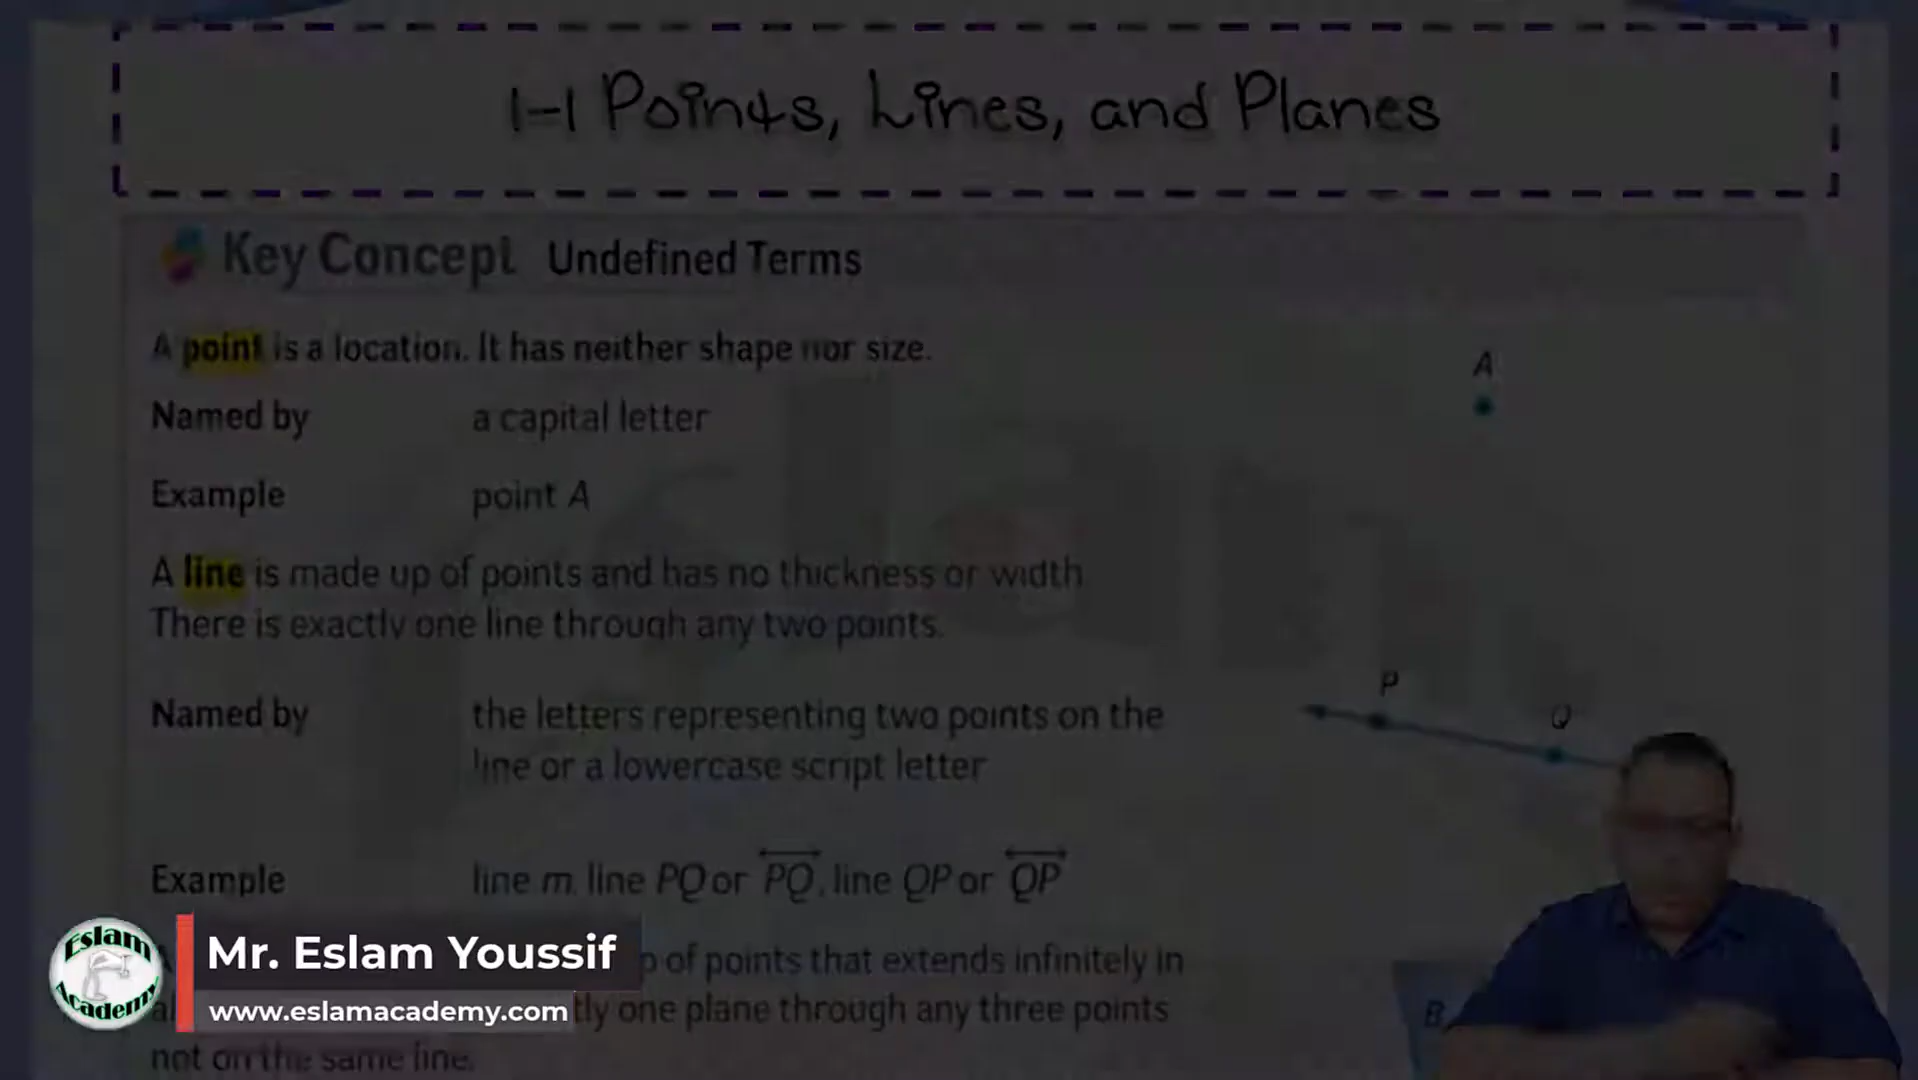 1-1 Points, Lines, and Planes
Key Concept Undefined Terms
A point is a location. It has neither shape nor size.
A
Named by a capital letter
Example point A
A line is made up of points and has no thickness or width
There is exactly one line through any two points.
P
Q
Named by the letters representing two points on the
line or a lowercase script letter
Example line m, line PQ or PQ, line QP or QP
Eslam
Academy
Mr. Eslam Youssif
www.eslamacademy.com
of points that extends infinitely in
one plane through any three points
B
not on the same line.